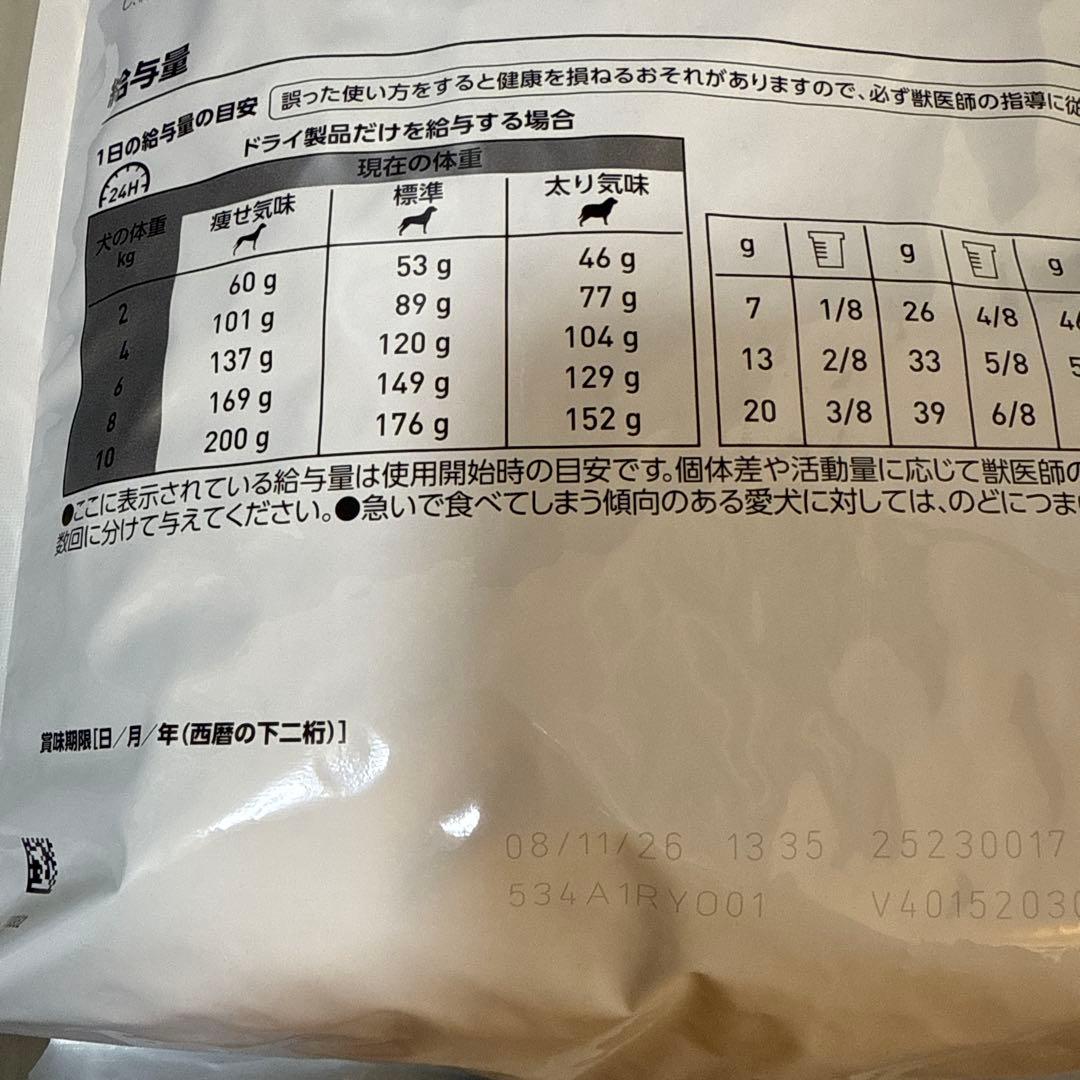 給与量
1日の給与量の目安
誤った使い方をすると健康を損ねるおそれがありますので、必ず獣医師の指導に従
24H
ドライ製品だけを給与する場合
現在の体重
犬の体重 kg 痩せ気味 標準 太り気味
2 60 g 53 g 46 g
4 101 g 89 g 77 g
6 137 g 120 g 104 g
8 169 g 149 g 129 g
10 200 g 176 g 152 g
g g g
7 1/8 26 4/8
13 2/8 33 5/8
20 3/8 39 6/8
●ここに表示されている給与量は使用開始時の目安です。個体差や活動量に応じて獣医師の
数回に分けて与えてください。●急いで食べてしまう傾向のある愛犬に対しては、のどにつま
賞味期限[日/月/年(西暦の下二桁)]
08/11/26 13 35 25230017
534A1RYO01 V4015203